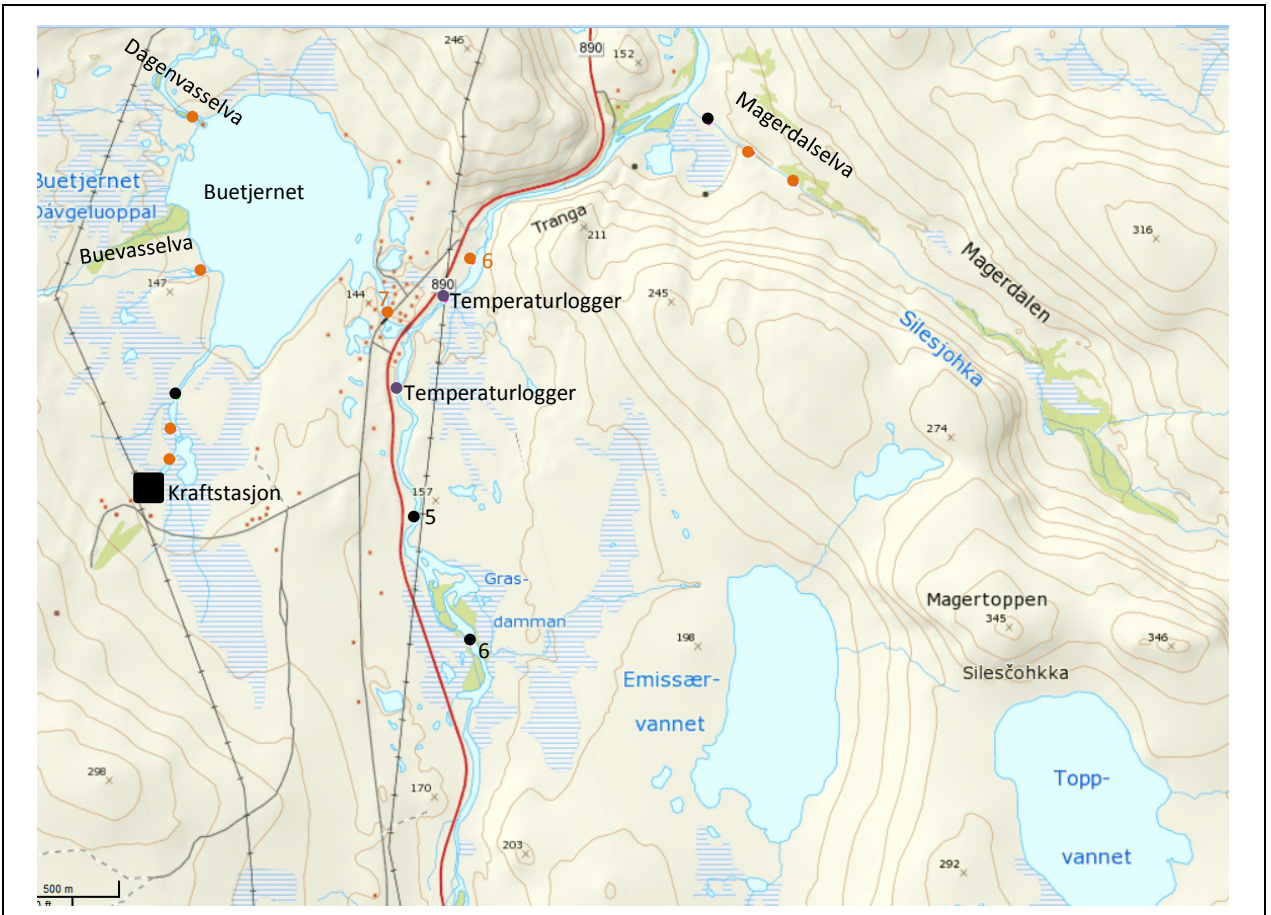 246
890
152
Dagenvasselva
Magerdalselva
Buetjernet
Dávgeluoppal
Buetjernet
Tranga
211
316
Buevasselva
6
147
890
144
7
Temperaturlogger
245
Magerdalen
Silesjohka
Temperaturlogger
274
Kraftstasjon
157
5
Gras-
damman
6
198
Magertoppen
345
346
Silesčohkka
Emissær-
vannet
298
170
Topp-
vannet
203
292
500 m